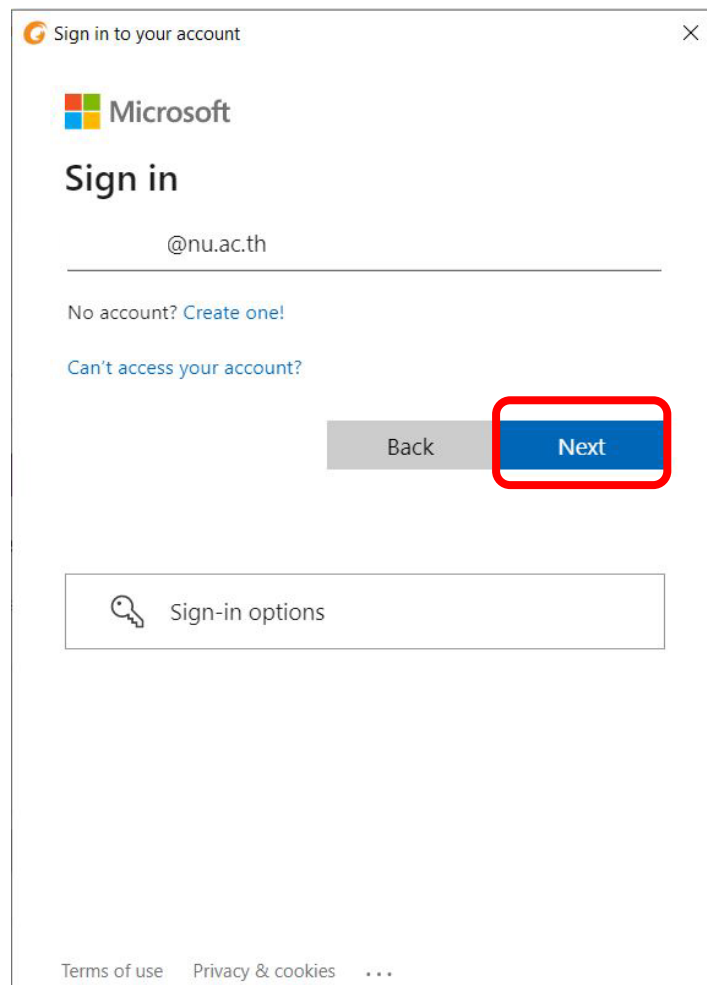 Sign in to your account
Microsoft
Sign in
@nu.ac.th
No account? Create one!
Can't access your account?
Back Next
Sign-in options
Terms of use Privacy & cookies ...